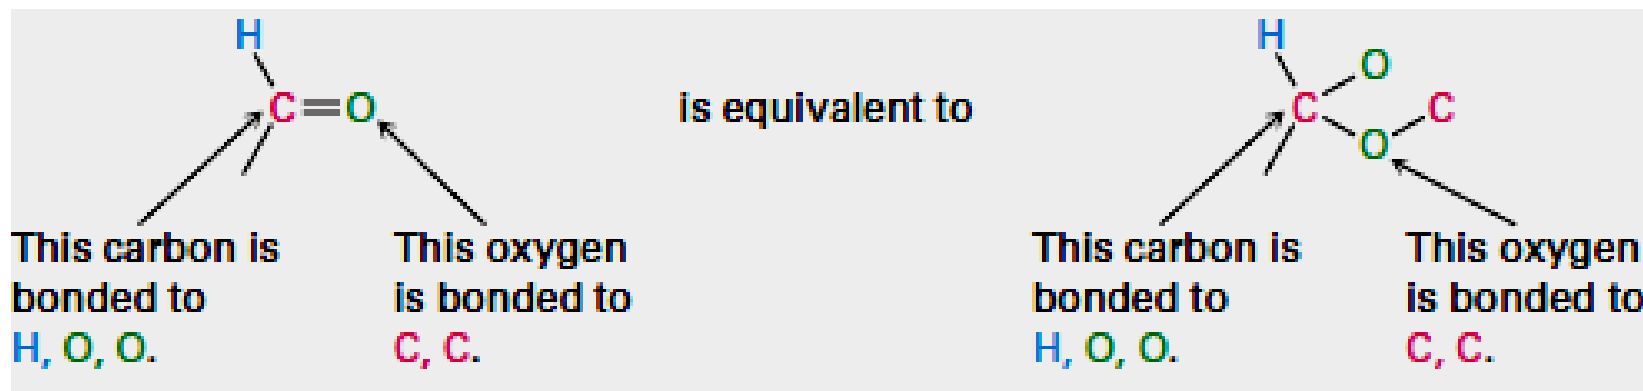 H
C=O
is equivalent to
H
O
C
C
O
This carbon is
bonded to
H, O, O.
This oxygen
is bonded to
C, C.
This carbon is
bonded to
H, O, O.
This oxygen
is bonded to
C, C.